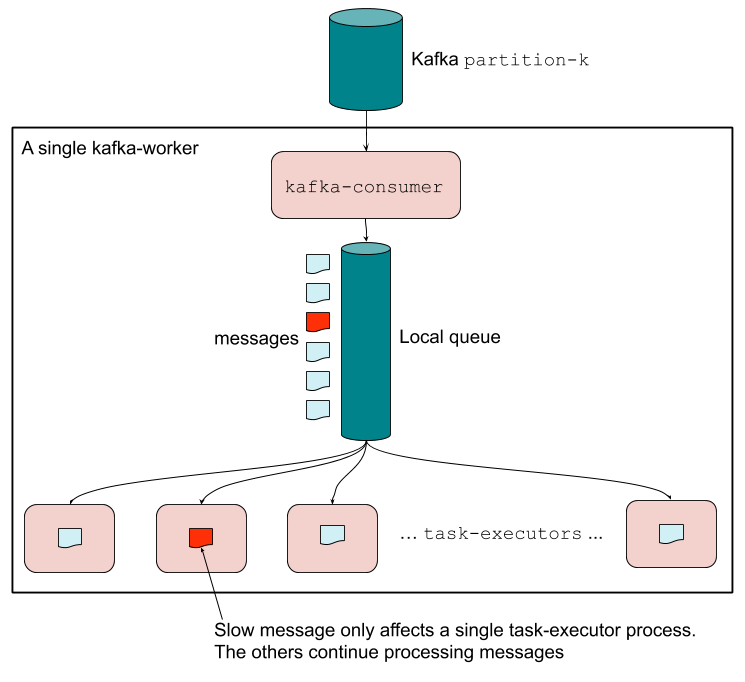 Kafka partition-k
A single kafka-worker
kafka-consumer
messages
Local queue
... task-executors ...
Slow message only affects a single task-executor process.
The others continue processing messages